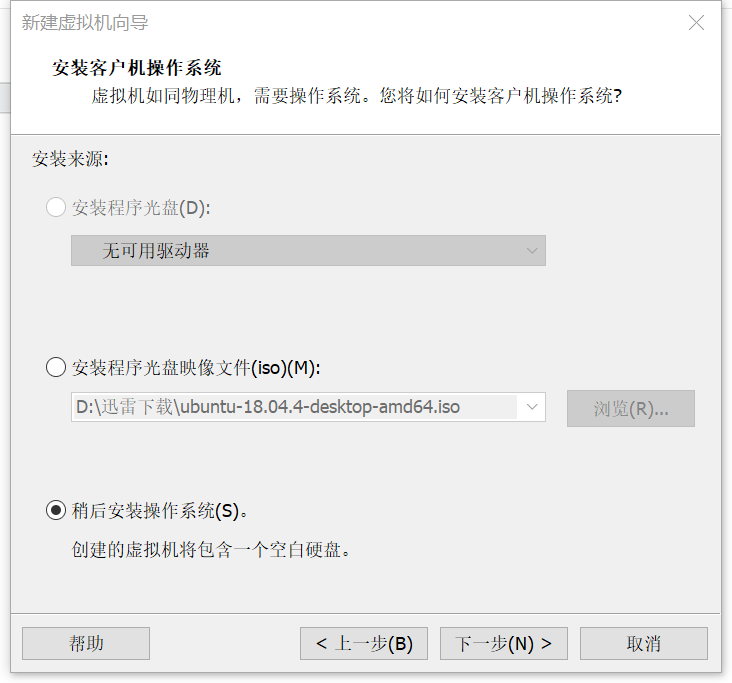 新建虚拟机向导
安装客户机操作系统
虚拟机如同物理机，需要操作系统。您将如何安装客户机操作系统?
安装来源:
安装程序光盘(D):
无可用驱动器
安装程序光盘映像文件(iso)(M):
D:\迅雷下载\ubuntu-18.04.4-desktop-amd64.iso
浏览(R)...
稍后安装操作系统(S)。
创建的虚拟机将包含一个空白硬盘。
帮助
< 上一步(B)
下一步(N) >
取消